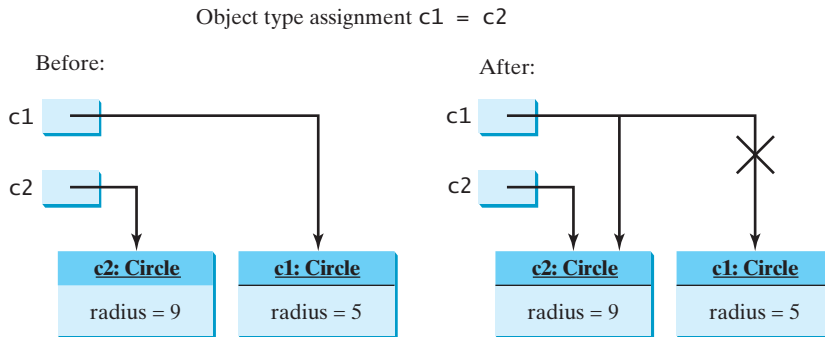 Object type assignment c1 = c2
Before:
c1
c2
c2: Circle
radius = 9
c1: Circle
radius = 5
After:
c1
c2
c2: Circle
radius = 9
c1: Circle
radius = 5